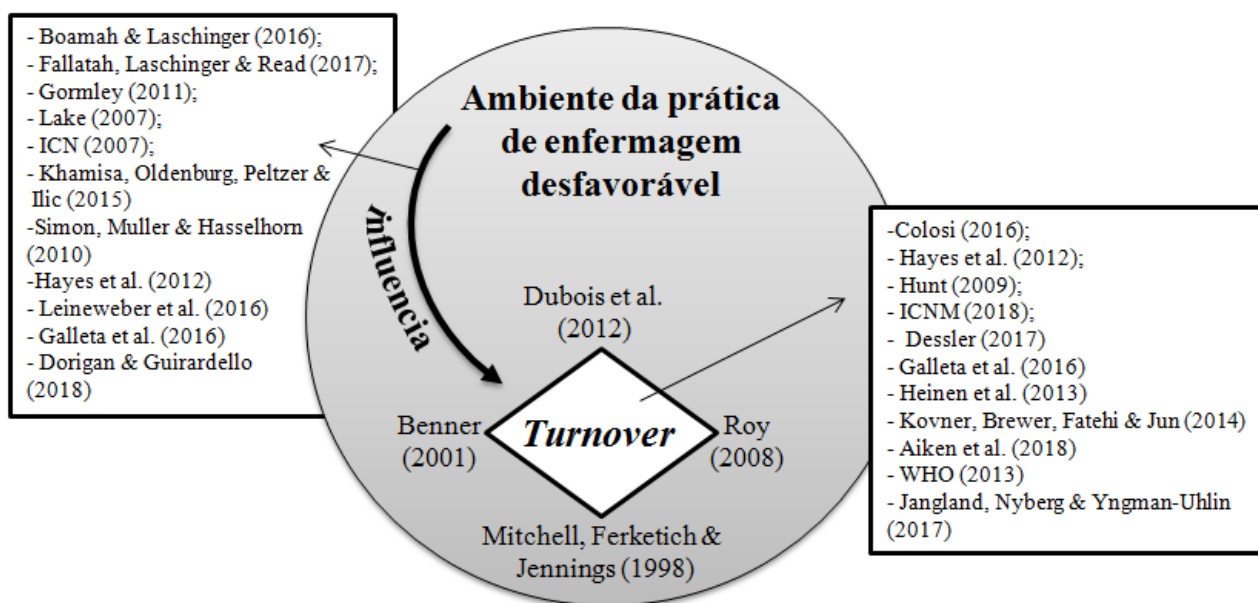 - Boamah & Laschinger (2016);
- Fallatah, Laschinger & Read (2017);
- Gormley (2011);
- Lake (2007);
- ICN (2007);
- Khamisa, Oldenburg, Peltzer &
Ilic (2015)
-Simon, Muller & Hasselhorn
(2010)
-Hayes et al. (2012)
- Leineweber et al. (2016)
- Galleta et al. (2016)
- Dorigan & Guirardello
(2018)
Ambiente da prática
de enfermagem
desfavorável
influencia
Dubois et al.
(2012)
Benner
(2001)
Turnover
Roy
(2008)
Mitchell, Ferketich &
Jennings (1998)
-Colosi (2016);
- Hayes et al. (2012);
- Hunt (2009);
- ICNM (2018);
- Dessler (2017)
- Galleta et al. (2016)
- Heinen et al. (2013)
- Kovner, Brewer, Fatehi & Jun (2014)
- Aiken et al. (2018)
- WHO (2013)
- Jangland, Nyberg & Yngman-Uhlin
(2017)